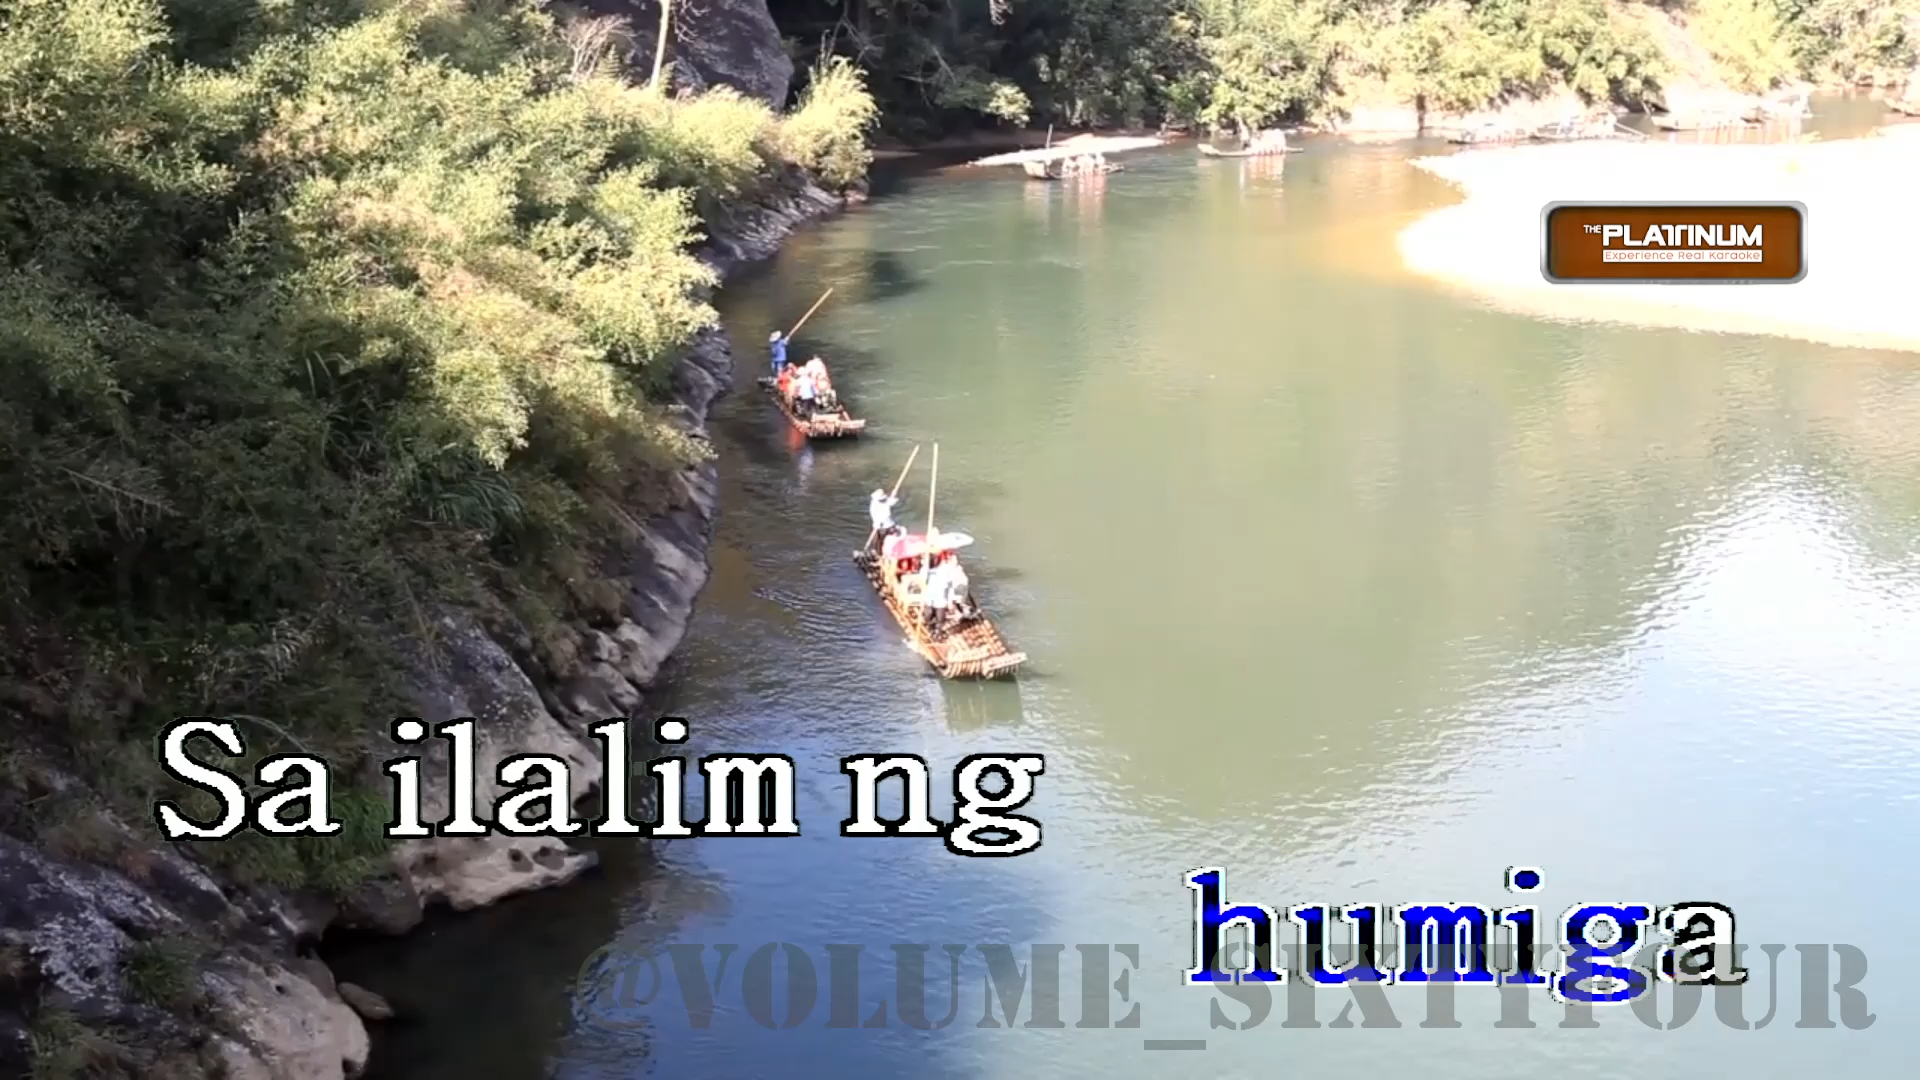 THE PLATINUM
Experience Real Karaoke
Sa ilalim ng
humiga
@VOLUME_SIXTYFOUR